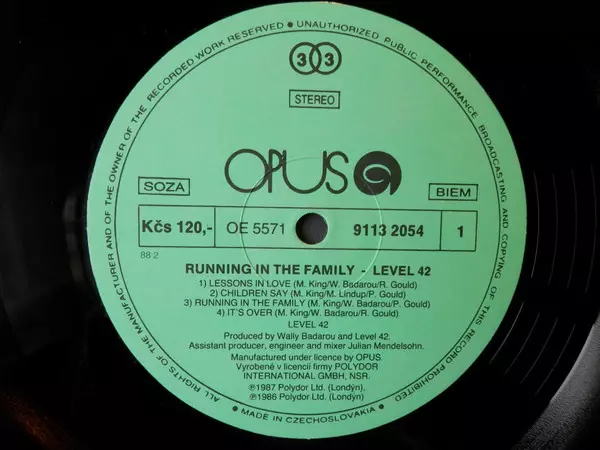 ALL RIGHTS OF THE MANUFACTURER AND OF THE OWNER OF THE RECORDED WORK RESERVED • UNAUTHORIZED PUBLIC PERFORMANCE BROADCASTING AND COPYING OF THIS RECORD PROHIBITED
33
STEREO
OPUS
SOZA
BIEM
Kčs 120,-
OE 5571
9113 2054
1
88 2
RUNNING IN THE FAMILY - LEVEL 42
1) LESSONS IN LOVE (M. King/W. Badarou/R. Gould)
2) CHILDREN SAY (M. King/M. Lindup/P. Gould)
3) RUNNING IN THE FAMILY (M. King/W. Badarou/P. Gould)
4) IT'S OVER (M. King/W. Badarou/R. Gould)
LEVEL 42
Produced by Wally Badarou and Level 42.
Assistant producer, engineer and mixer Julian Mendelsohn.
Manufactured under licence by OPUS.
Vyrobené v licencii firmy POLYDOR
INTERNATIONAL GMBH, NSR.
℗1987 Polydor Ltd. (Londýn).
℗1986 Polydor Ltd. (Londýn).
• MADE IN CZECHOSLOVAKIA •